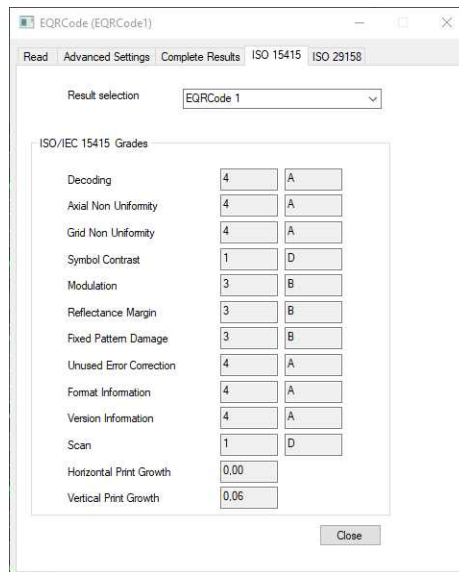 EQRCode (EQRCode1)
Read Advanced Settings Complete Results ISO 15415 ISO 29158
Result selection EQRCode 1
ISO/IEC 15415 Grades
Decoding 4 A
Axial Non Uniformity 4 A
Grid Non Uniformity 4 A
Symbol Contrast 1 D
Modulation 3 B
Reflectance Margin 3 B
Fixed Pattern Damage 3 B
Unused Error Correction 4 A
Format Information 4 A
Version Information 4 A
Scan 1 D
Horizontal Print Growth 0,00
Vertical Print Growth 0,06
Close